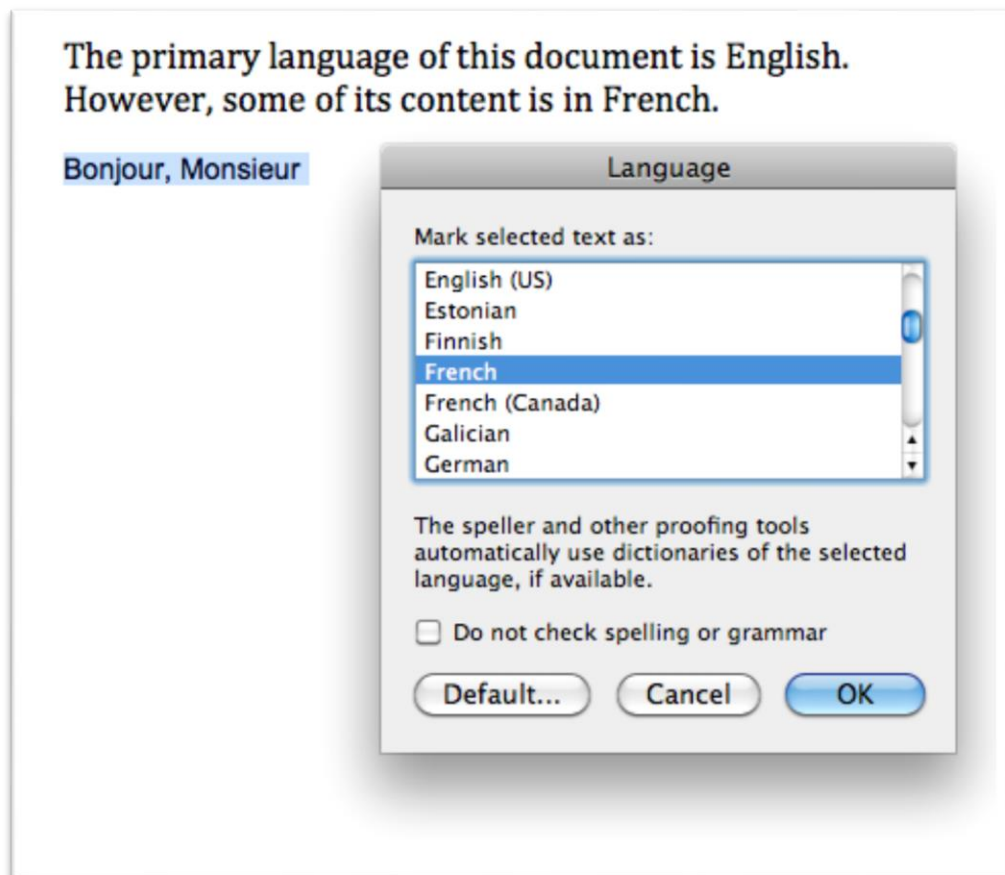 The primary language of this document is English.
However, some of its content is in French.
Bonjour, Monsieur
Language
Mark selected text as:
English (US)
Estonian
Finnish
French
French (Canada)
Galician
German
The speller and other proofing tools
automatically use dictionaries of the selected
language, if available.
Do not check spelling or grammar
Default... Cancel OK